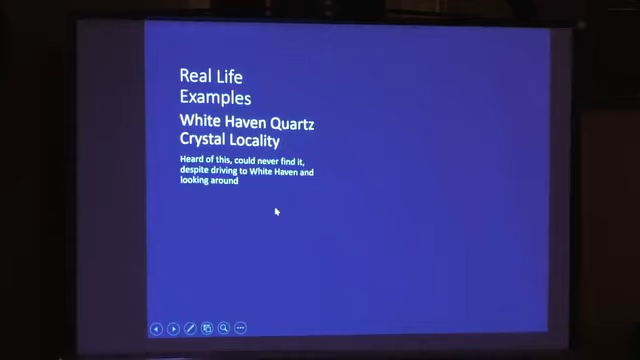 Real Life
Examples
White Haven Quartz
Crystal Locality
Heard of this, could never find it,
despite driving to White Haven and
looking around